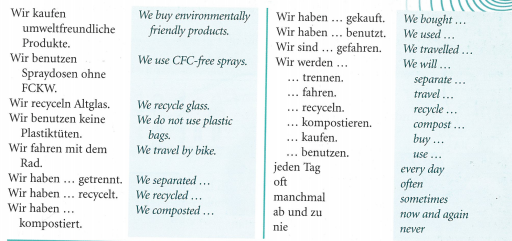 Wir kaufen
umweltfreundliche
Produkte.
Wir benutzen
Spraydosen ohne
FCKW.
Wir recyceln Altglas.
Wir benutzen keine
Plastiktüten.
Wir fahren mit dem
Rad.
Wir haben … getrennt.
Wir haben … recycelt.
Wir haben …
kompostiert.
We buy environmentally
friendly products.
We use CFC-free sprays.
We recycle glass.
We do not use plastic
bags.
We travel by bike.
We separated …
We recycled …
We composted …
Wir haben … gekauft.
Wir haben … benutzt.
Wir sind … gefahren.
Wir werden …
… trennen.
… fahren.
… recyceln.
… kompostieren.
… kaufen.
… benutzen.
jeden Tag
oft
manchmal
ab und zu
nie
We bought …
We used …
We travelled …
We will …
separate …
travel …
recycle …
compost …
buy …
use …
every day
often
sometimes
now and again
never